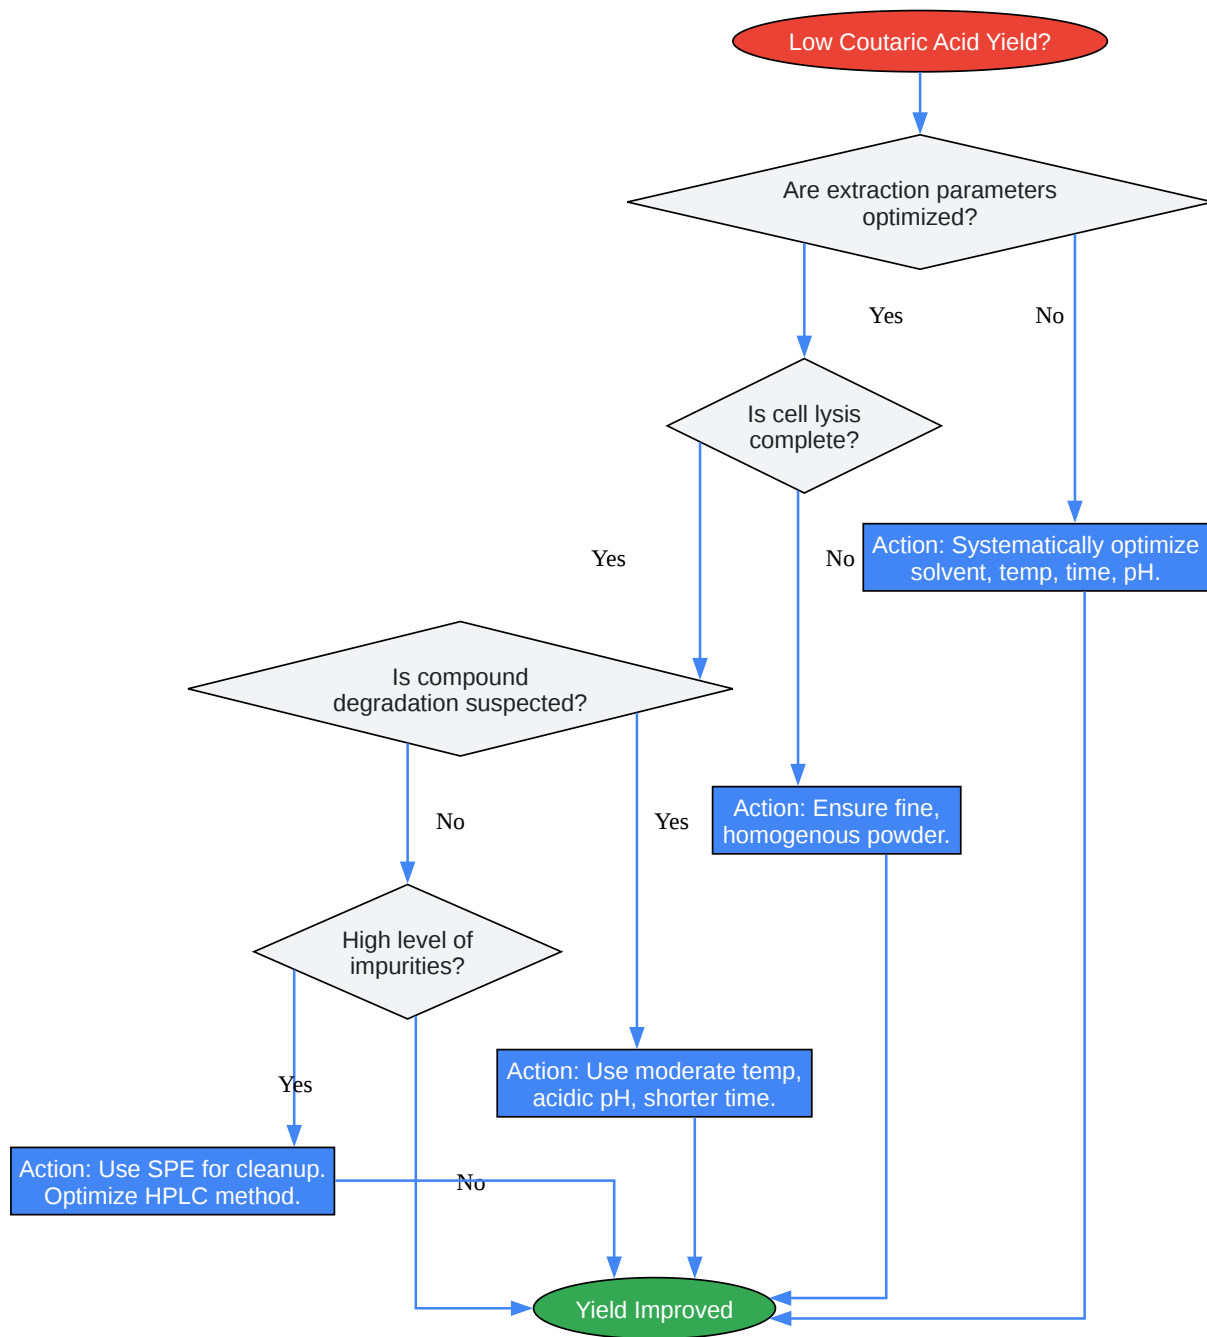 Low Coutaric Acid Yield?
Are extraction parameters
optimized?
Yes
No
Is cell lysis
complete?
Yes
No
Action: Systematically optimize
solvent, temp, time, pH.
Is compound
degradation suspected?
No
Yes
Action: Ensure fine,
homogenous powder.
High level of
impurities?
Yes
Action: Use moderate temp,
acidic pH, shorter time.
Action: Use SPE for cleanup.
Optimize HPLC method.
No
Yield Improved